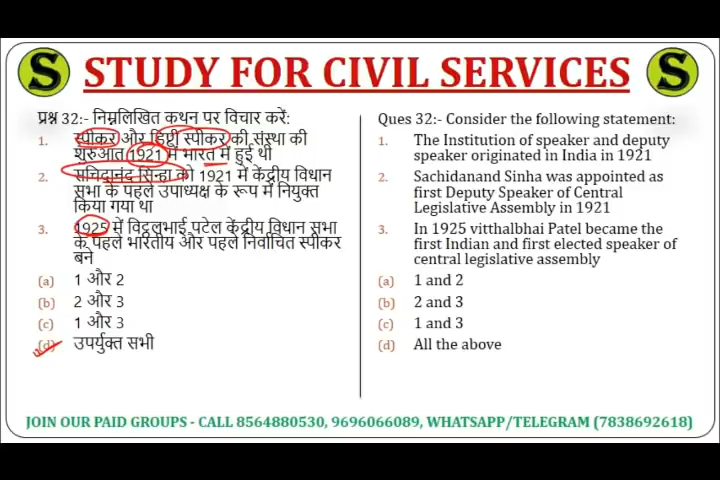 S STUDY FOR CIVIL SERVICES S
प्रश्न 32:- निम्नलिखित कथन पर विचार करें:
1. स्पीकर और डिप्टी स्पीकर की संस्था की
शुरुआत 1921 में भारत में हुई थी
2. सचिदानंद सिन्हा को 1921 में केंद्रीय विधान
सभा के पहले उपाध्यक्ष के रूप में नियुक्त
किया गया था
3. 1925 में विट्ठलभाई पटेल केंद्रीय विधान सभा
के पहले भारतीय और पहले निर्वाचित स्पीकर
बने
(a) 1 और 2
(b) 2 और 3
(c) 1 और 3
(d) उपर्युक्त सभी
Ques 32:- Consider the following statement:
1. The Institution of speaker and deputy
speaker originated in India in 1921
2. Sachidanand Sinha was appointed as
first Deputy Speaker of Central
Legislative Assembly in 1921
3. In 1925 vitthalbhai Patel became the
first Indian and first elected speaker of
central legislative assembly
(a) 1 and 2
(b) 2 and 3
(c) 1 and 3
(d) All the above
JOIN OUR PAID GROUPS - CALL 8564880530, 9696066089, WHATSAPP/TELEGRAM (7838692618)